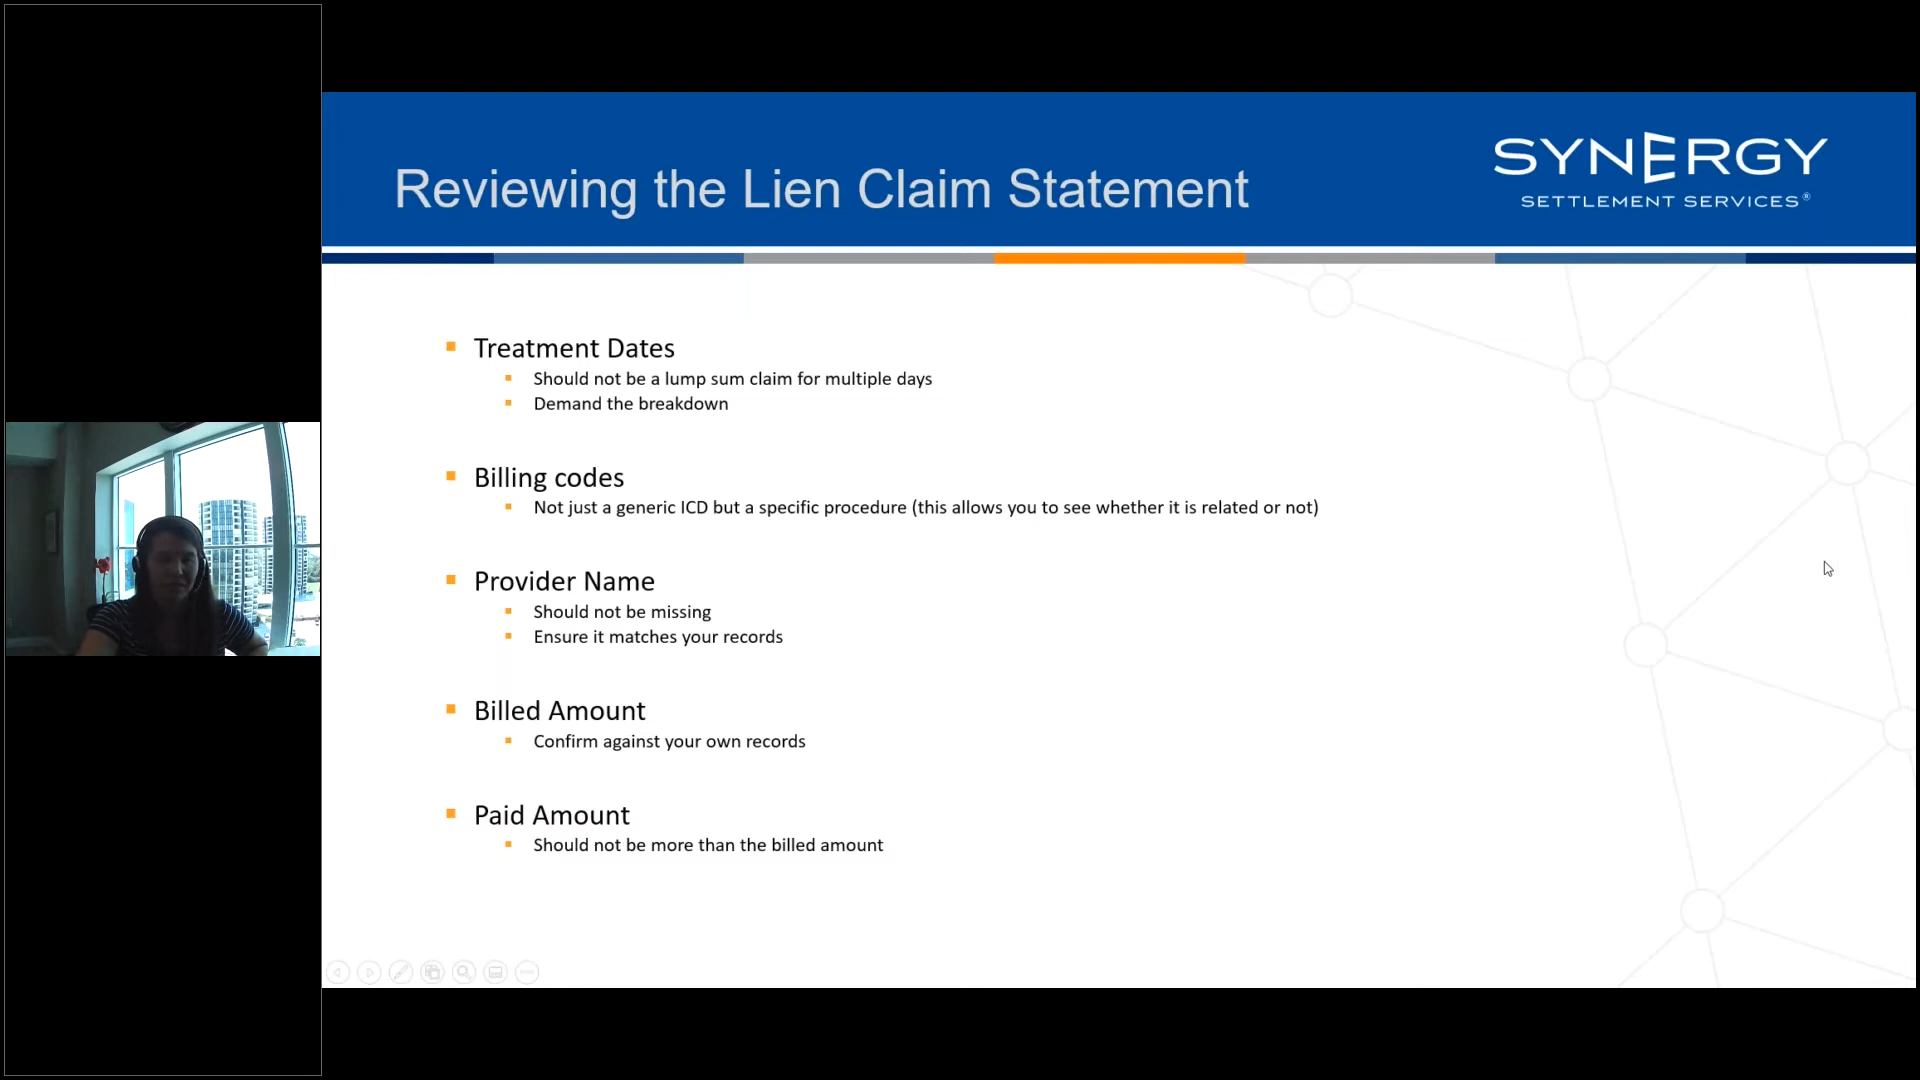 Reviewing the Lien Claim Statement
SYNERGY
SETTLEMENT SERVICES®
Treatment Dates
Should not be a lump sum claim for multiple days
Demand the breakdown
Billing codes
Not just a generic ICD but a specific procedure (this allows you to see whether it is related or not)
Provider Name
Should not be missing
Ensure it matches your records
Billed Amount
Confirm against your own records
Paid Amount
Should not be more than the billed amount